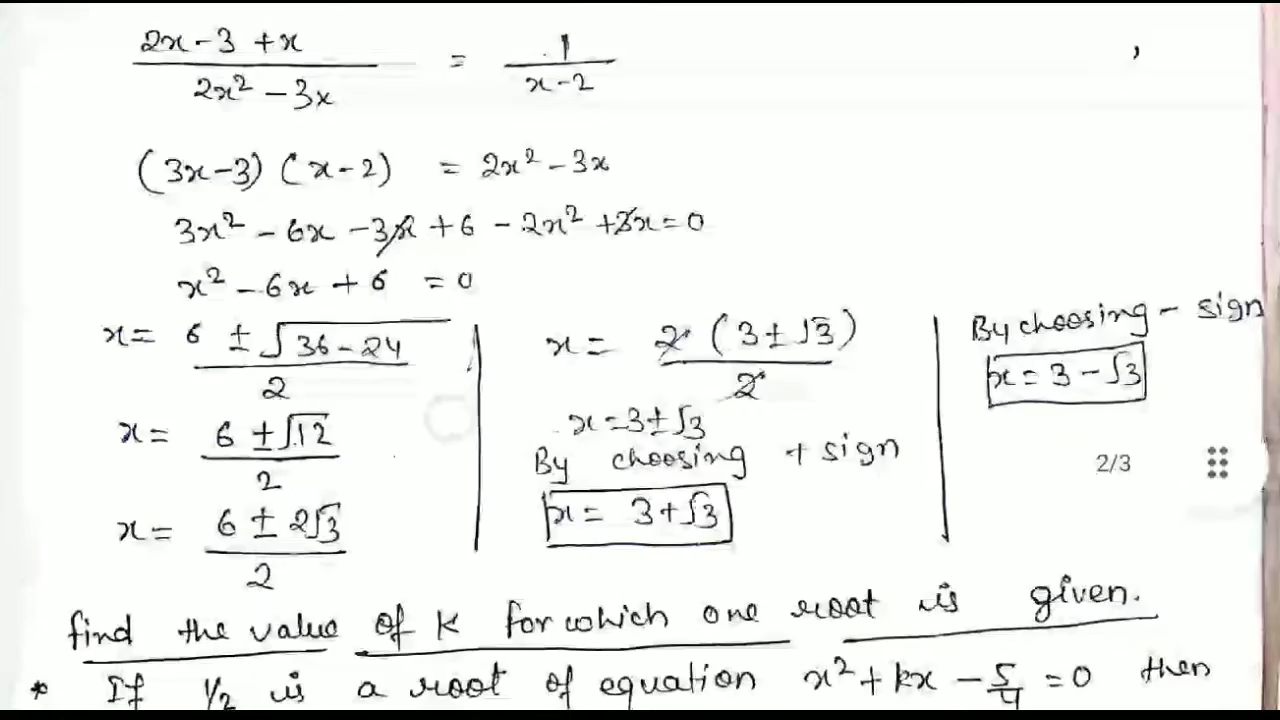 2x - 3 + x / 2x² - 3x = 1 / x - 2
(3x-3) (x-2) = 2x² - 3x
3x² - 6x - 3x + 6 - 2x² + 3x = 0
x² - 6x + 6 = 0
x = 6 ± √36-24 / 2
x = 6 ± √12 / 2
x = 6 ± 2√3 / 2
x = 2 (3 ± √3) / 2
x = 3 ± √3
By choosing + sign
x = 3 + √3
By choosing - sign
x = 3 - √3
2/3
find the value of K for which one root is given.
* If 1/2 is a root of equation x² + kx - 5/4 = 0 then